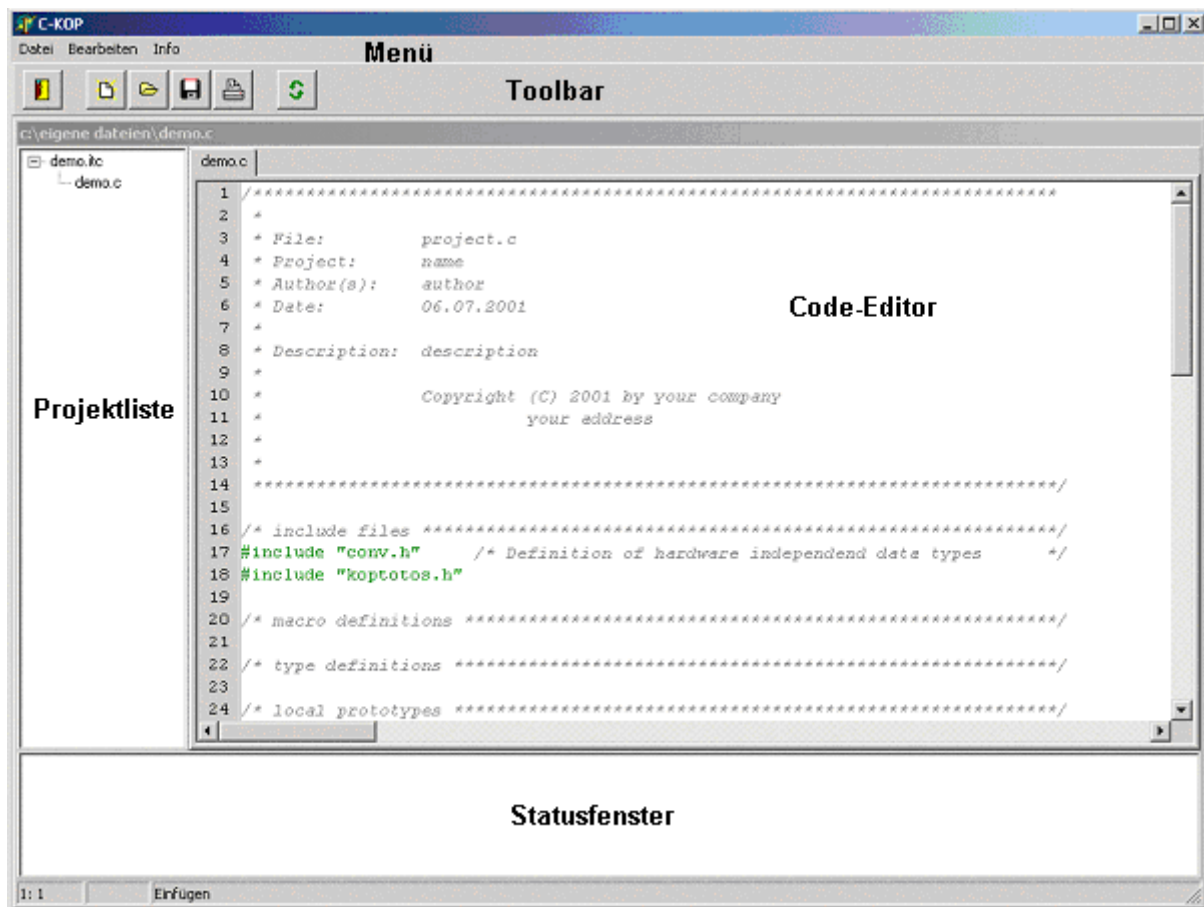 C-KOP
Datei Bearbeiten Info
Menü
Toolbar
c:\eigene dateien\demo.c
demo.itc
demo.c
Projektliste
demo.c
1 /*****************************************************************************
2 *
3 * File: project.c
4 * Project: name
5 * Author(s): author
6 * Date: 06.07.2001
7 *
8 * Description: description
9 *
10 * Copyright (C) 2001 by your company
11 * your address
12 *
13 *
14 *****************************************************************************/
15
16 /* include files *************************************************************/
17 #include "conv.h" /* Definition of hardware independend data types */
18 #include "koptotos.h"
19
20 /* macro definitions *********************************************************/
21
22 /* type definitions **********************************************************/
23
24 /* local prototypes **********************************************************/
Code-Editor
Statusfenster
1: 1 Einfügen